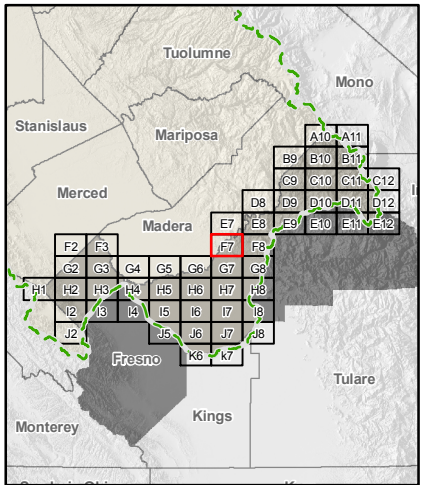 Tuolumne
Mono
Stanislaus
Mariposa
A10 A11
B9 B10 B11
C9 C10 C11 C12
Merced
D8 D9 D10 D11 D12
Madera
E7 E8 E9 E10 E11 E12
F2 F3 F7 F8
G2 G3 G4 G5 G6 G7 G8
H1 H2 H3 H4 H5 H6 H7 H8
I2 I3 I4 I5 I6 I7 I8
J2 J5 J6 J7 J8
Fresno K6 k7
Tulare
Kings
Monterey